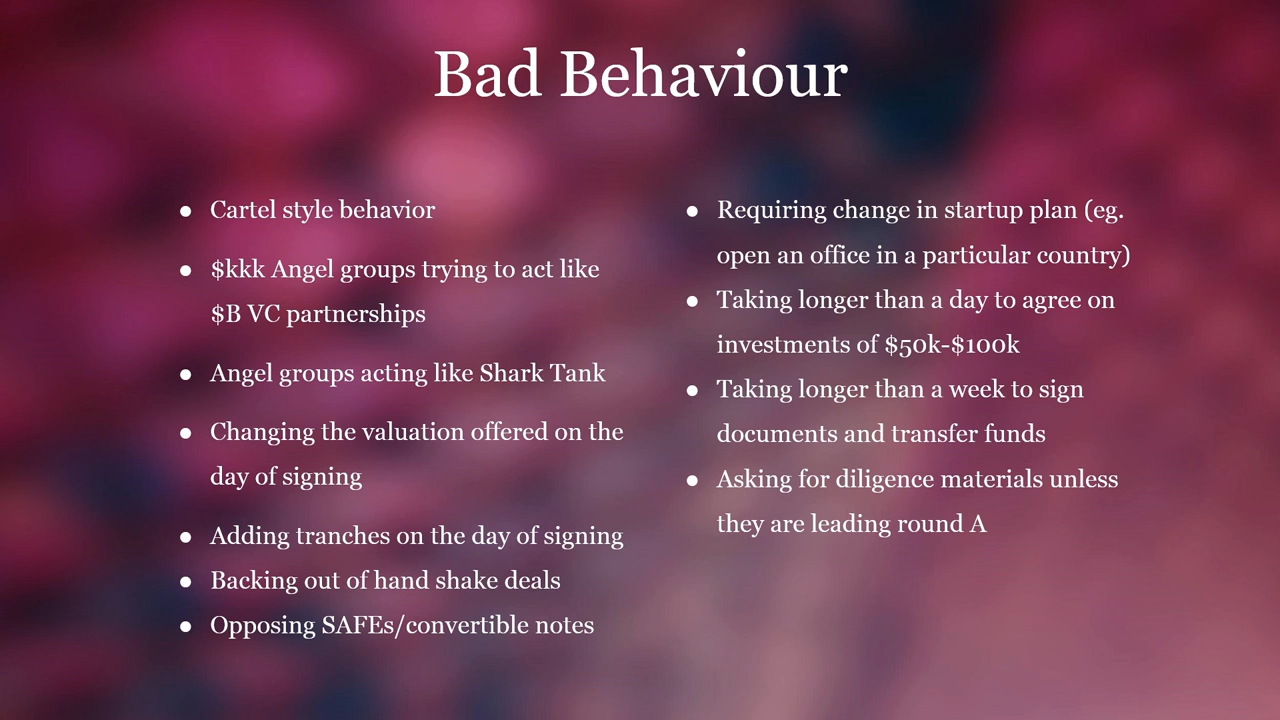 Bad Behaviour
● Cartel style behavior
● $kkk Angel groups trying to act like
$B VC partnerships
● Angel groups acting like Shark Tank
● Changing the valuation offered on the
day of signing
● Adding tranches on the day of signing
● Backing out of hand shake deals
● Opposing SAFEs/convertible notes
● Requiring change in startup plan (eg.
open an office in a particular country)
● Taking longer than a day to agree on
investments of $50k-$100k
● Taking longer than a week to sign
documents and transfer funds
● Asking for diligence materials unless
they are leading round A